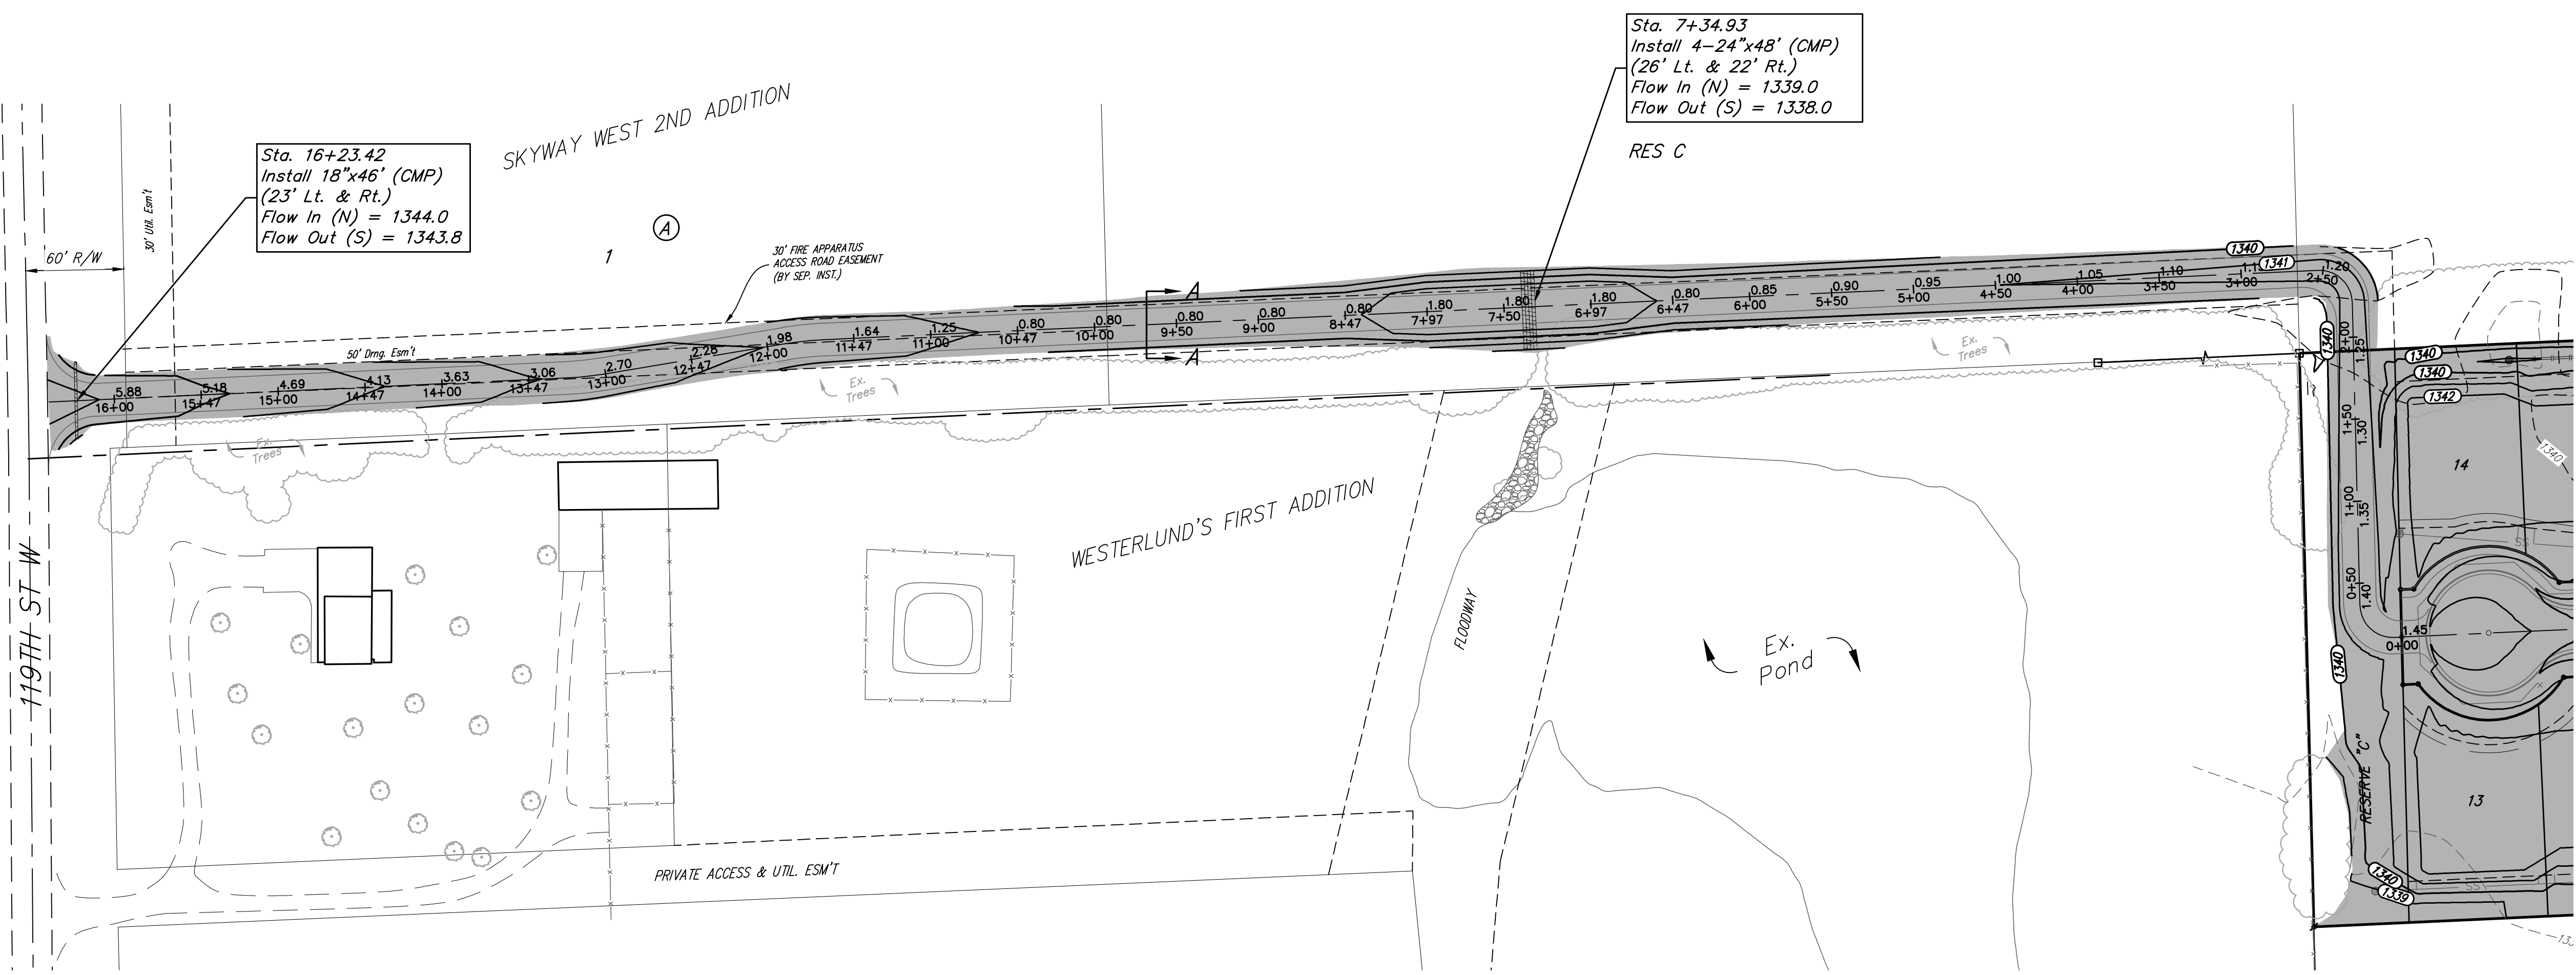 Sta. 7+34.93
Install 4-24"x48' (CMP)
(26' Lt. & 22' Rt.)
Flow In (N) = 1339.0
Flow Out (S) = 1338.0
RES C
SKYWAY WEST 2ND ADDITION
Sta. 16+23.42
Install 18"x46' (CMP)
(23' Lt. & Rt.)
Flow In (N) = 1344.0
Flow Out (S) = 1343.8
30' Util. Esm't
60' R/W
A
1
30' FIRE APPARATUS
ACCESS ROAD EASEMENT
(BY SEP. INST.)
50' Drng. Esm't
A
A
1340
1341
5.88
16+00
5.18
15+47
4.69
15+00
4.13
14+47
3.63
14+00
3.06
13+47
2.70
13+00
2.28
12+47
1.98
12+00
1.64
11+47
1.25
11+00
0.80
10+47
0.80
10+00
0.80
9+50
0.80
9+00
0.80
8+47
1.80
7+97
1.80
7+50
1.80
6+97
0.80
6+47
0.85
6+00
0.90
5+50
0.95
5+00
1.00
4+50
1.05
4+00
1.10
3+50
3+00
1.20
2+50
2+00
1.25
1+50
1.30
1+00
1.35
0+50
1.40
1.45
0+00
Ex.
Trees
Ex.
Trees
Ex.
Trees
1340
1340
1340
1342
1340
14
SS
WESTERLUND'S FIRST ADDITION
119TH ST W
FLOODWAY
Ex.
Pond
1340
RESERVE "C"
13
PRIVATE ACCESS & UTIL. ESM'T
1340
1339
SS